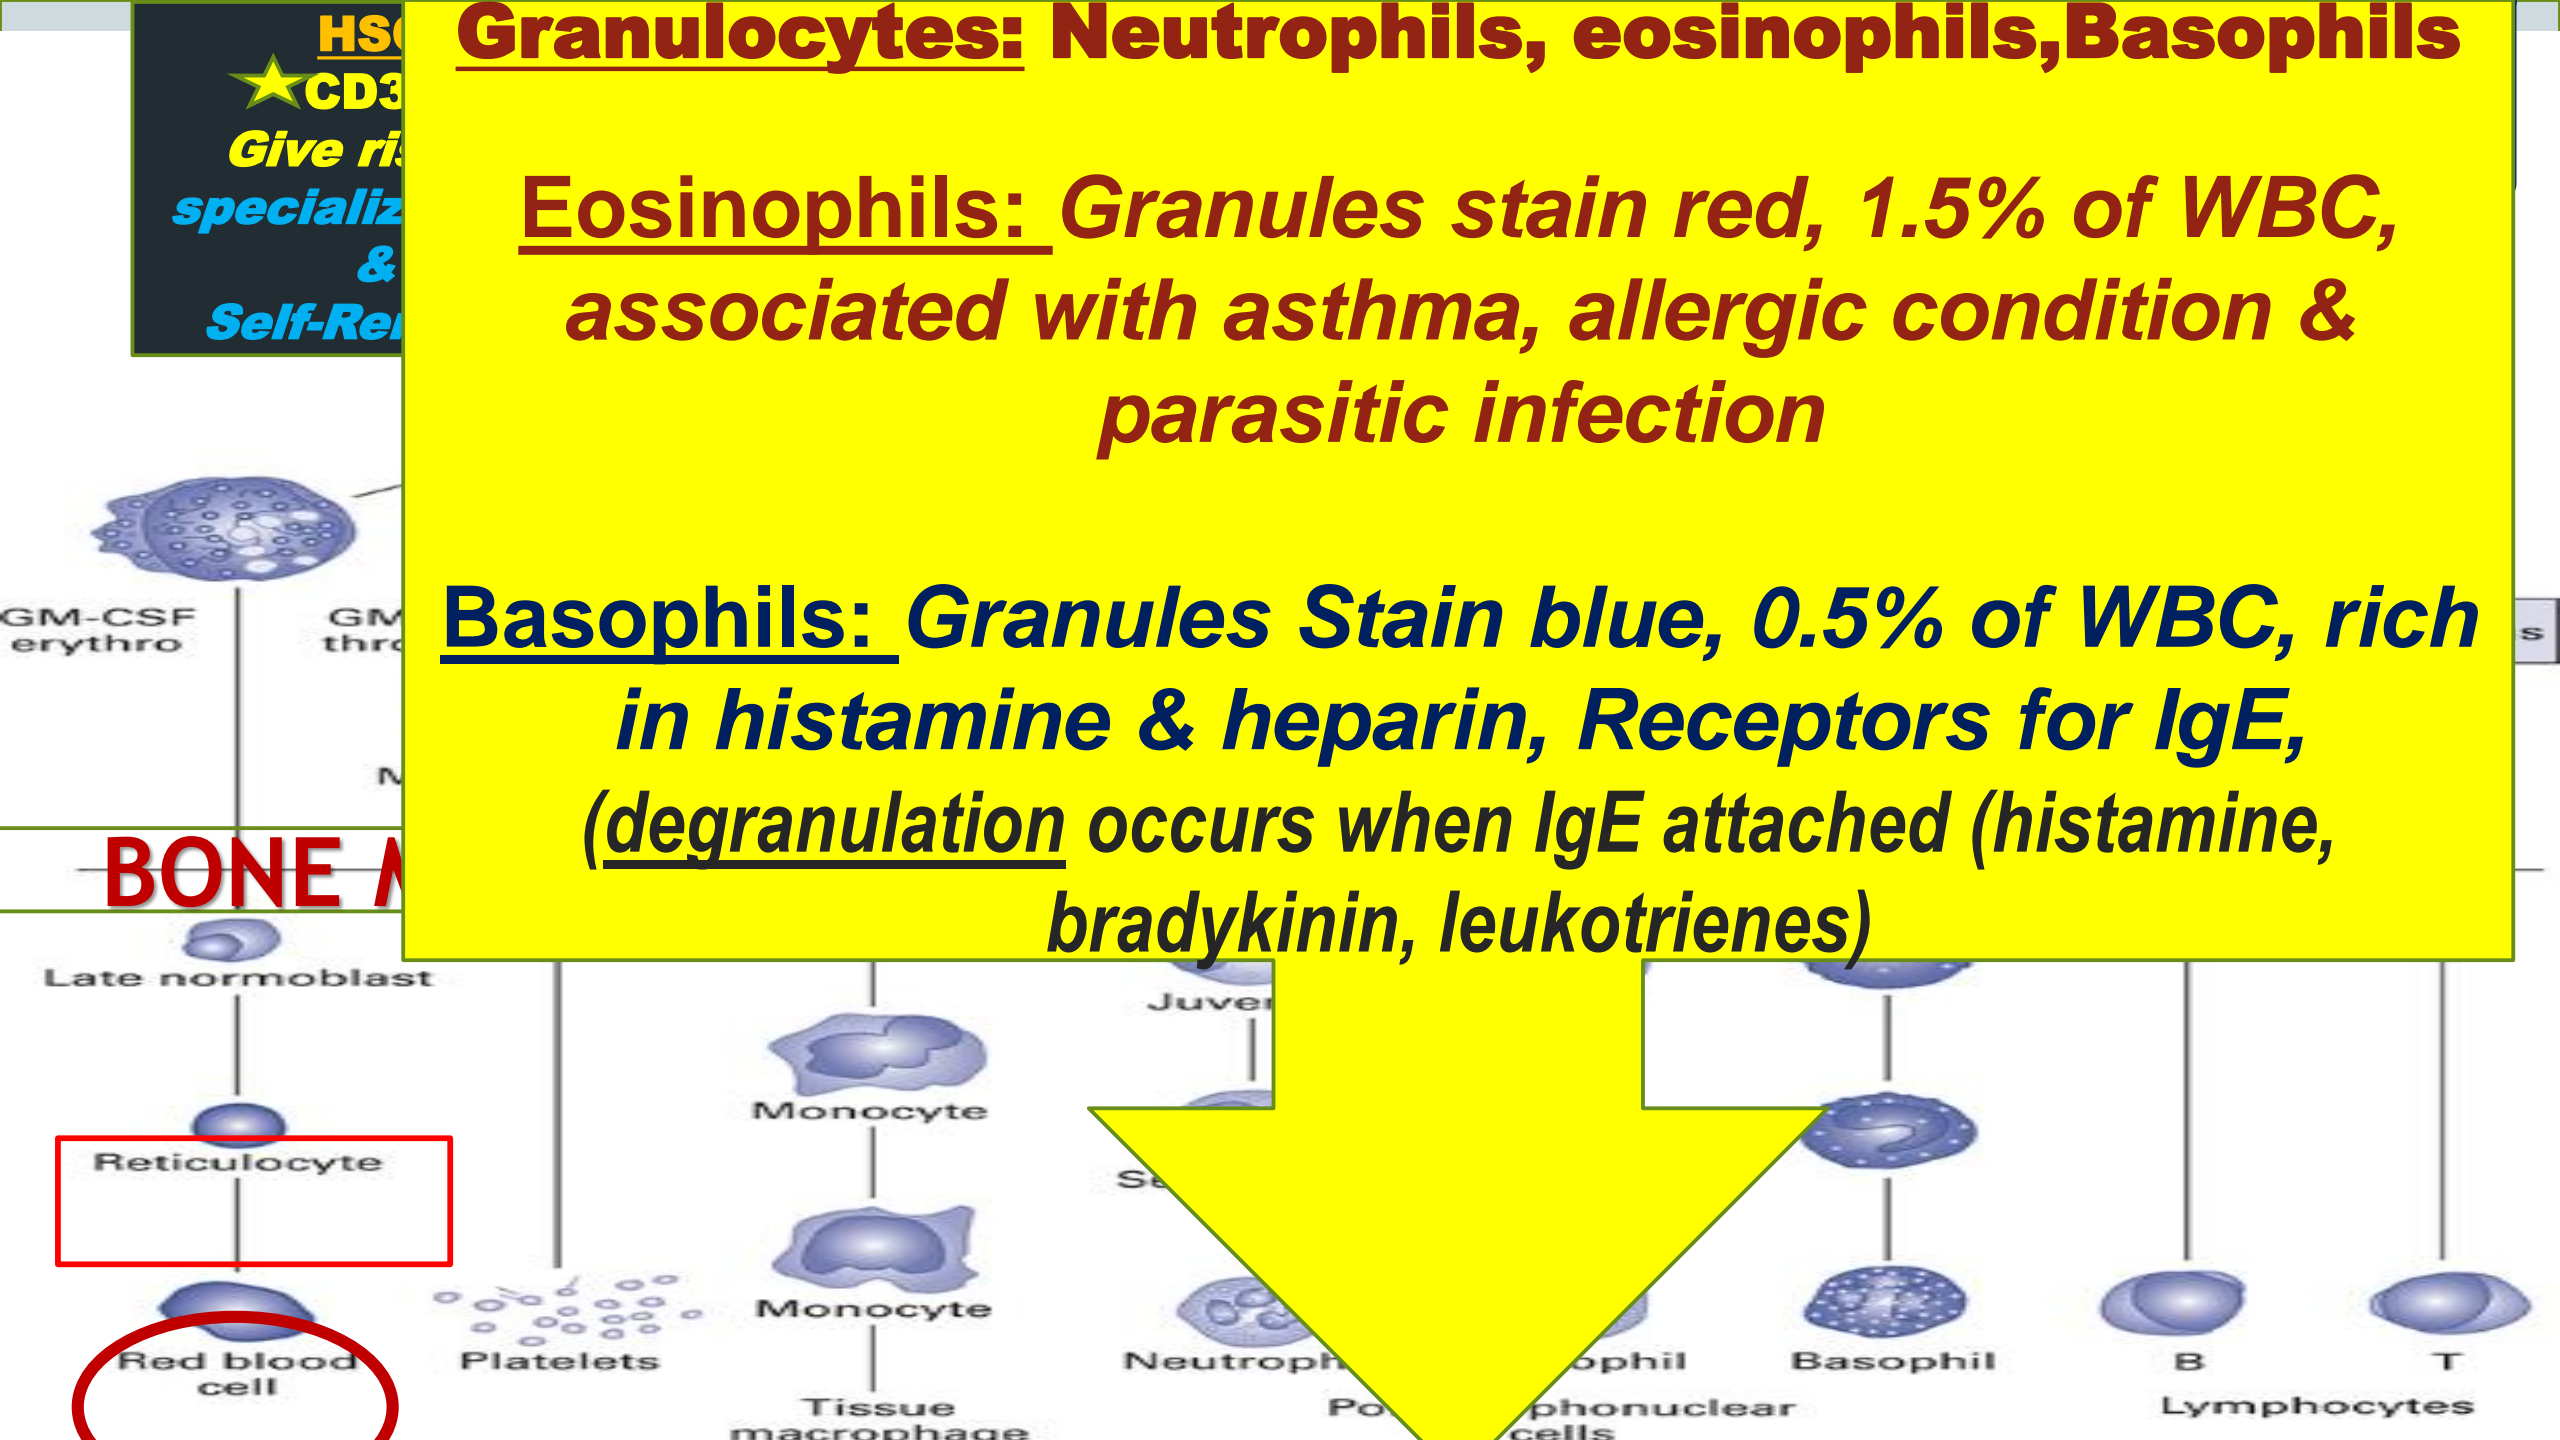 Granulocytes: Neutrophils, eosinophils,Basophils
Eosinophils: Granules stain red, 1.5% of WBC,
associated with asthma, allergic condition &
parasitic infection
Basophils: Granules Stain blue, 0.5% of WBC, rich
in histamine & heparin, Receptors for IgE,
(degranulation occurs when IgE attached (histamine,
bradykinin, leukotrienes)
Give
&
GM-CSF
erythro
BONE
Late normoblast
Reticulocyte
Red blood
cell
Platelets
Monocyte
Monocyte
Tissue
macrophage
Basophil
B
T
Lymphocytes
cells